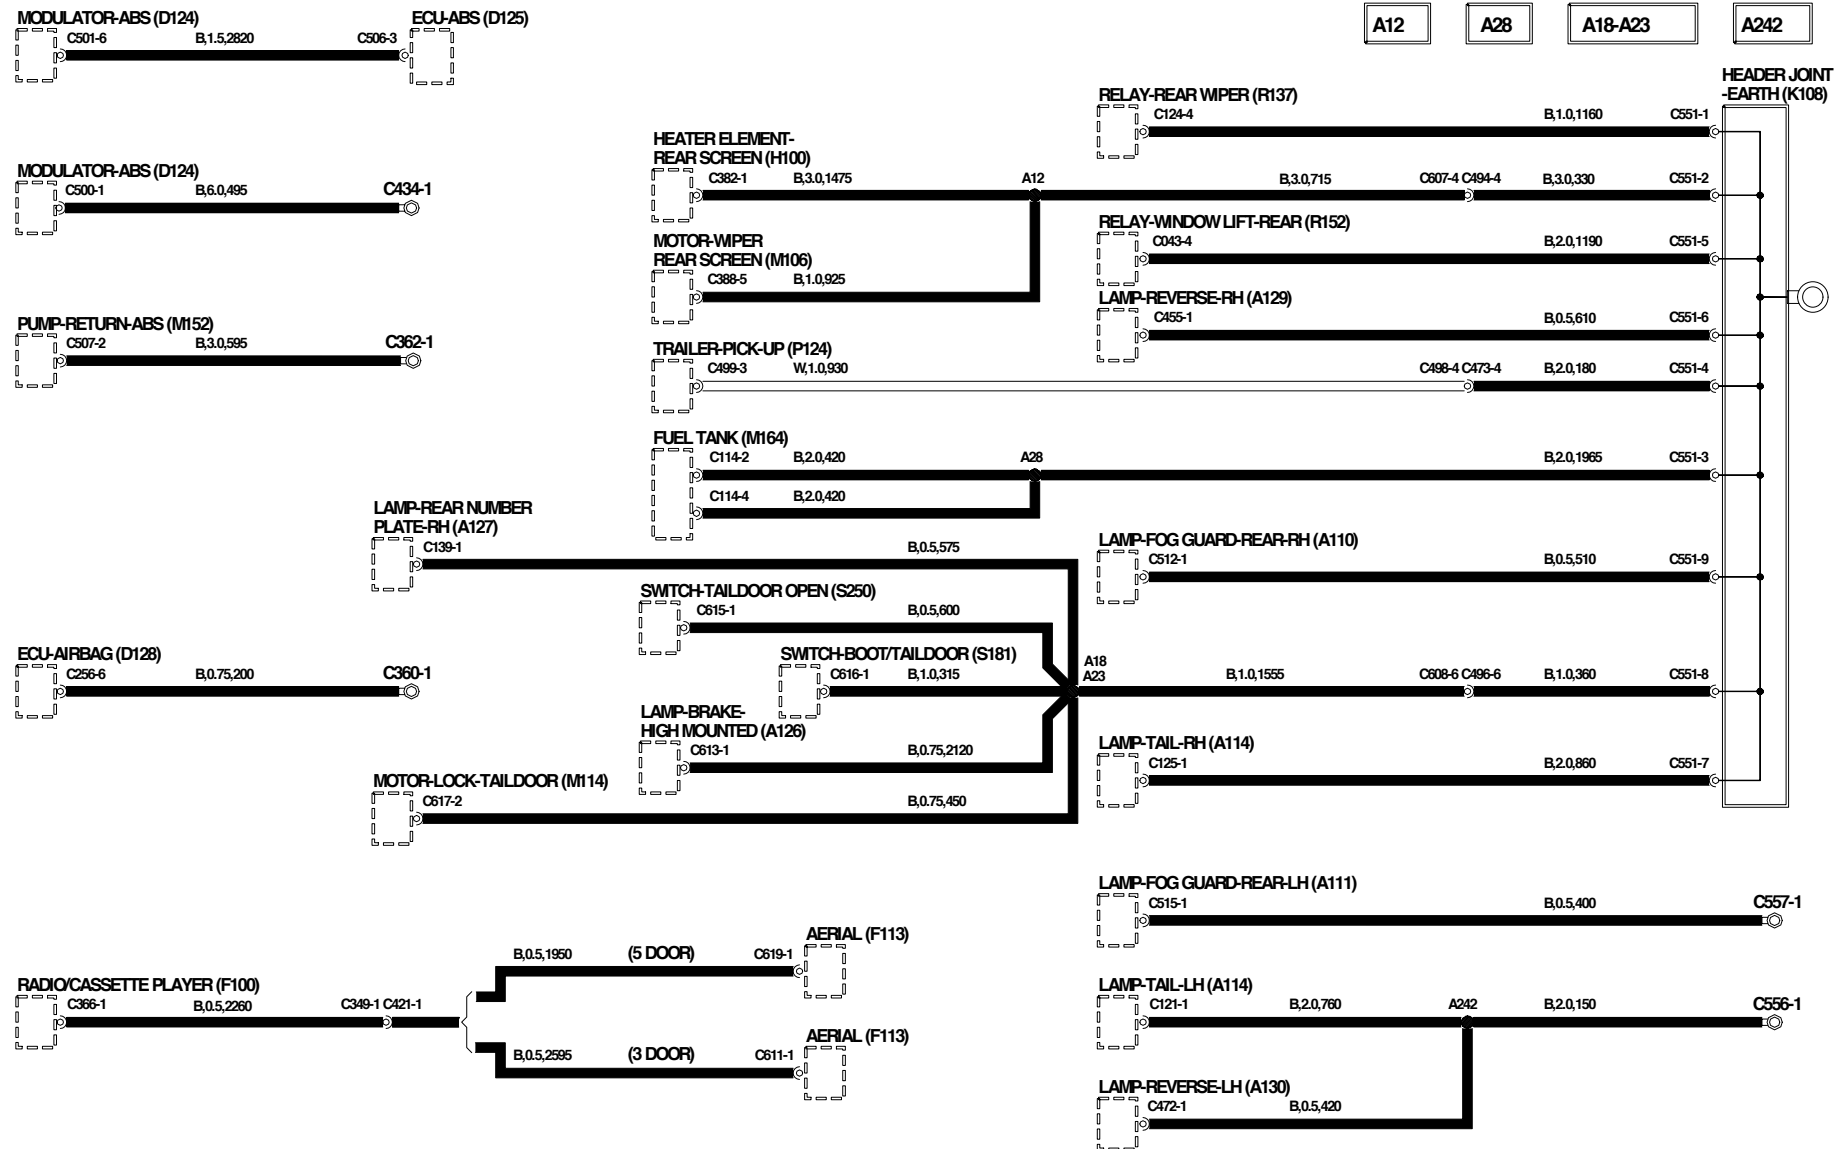 MODULATOR-ABS (D124)
C501-6
B,1.5,2820
C506-3
ECU-ABS (D125)
A12
A28
A18-A23
A242
MODULATOR-ABS (D124)
C500-1
B,6.0,495
C434-1
PUMP-RETURN-ABS (M152)
C507-2
B,3.0,595
C362-1
ECU-AIRBAG (D128)
C256-6
B,0.75,200
C360-1
HEADER JOINT
-EARTH (K108)
RELAY-REAR WIPER (R137)
C124-4
B,1.0,1160
C551-1
HEATER ELEMENT-
REAR SCREEN (H100)
C382-1
B,3.0,1475
A12
B,3.0,715
C607-4 C494-4
B,3.0,330
C551-2
RELAY-WINDOW LIFT-REAR (R152)
C043-4
B,2.0,1190
C551-5
MOTOR-WIPER
REAR SCREEN (M106)
C388-5
B,1.0,925
LAMP-REVERSE-RH (A129)
C455-1
B,0.5,610
C551-6
TRAILER-PICK-UP (P124)
C499-3
W,1.0,930
C498-4 C473-4
B,2.0,180
C551-4
FUEL TANK (M164)
C114-2
B,2.0,420
A28
B,2.0,1965
C551-3
C114-4
B,2.0,420
LAMP-REAR NUMBER
PLATE-RH (A127)
C139-1
B,0.5,575
LAMP-FOG GUARD-REAR-RH (A110)
C512-1
B,0.5,510
C551-9
SWITCH-TAILDOOR OPEN (S250)
C615-1
B,0.5,600
SWITCH-BOOT/TAILDOOR (S181)
C616-1
B,1.0,315
A18
A23
B,1.0,1555
C608-6 C496-6
B,1.0,360
C551-8
LAMP-BRAKE-
HIGH MOUNTED (A126)
C613-1
B,0.75,2120
LAMP-TAIL-RH (A114)
C125-1
B,2.0,860
C551-7
MOTOR-LOCK-TAILDOOR (M114)
C617-2
B,0.75,450
LAMP-FOG GUARD-REAR-LH (A111)
C515-1
B,0.5,400
C557-1
RADIO/CASSETTE PLAYER (F100)
C366-1
B,0.5,2260
C349-1 C421-1
B,0.5,1950
(5 DOOR)
C619-1
AERIAL (F113)
B,0.5,2595
(3 DOOR)
C611-1
AERIAL (F113)
LAMP-TAIL-LH (A114)
C121-1
B,2.0,760
A242
B,2.0,150
C556-1
LAMP-REVERSE-LH (A130)
C472-1
B,0.5,420